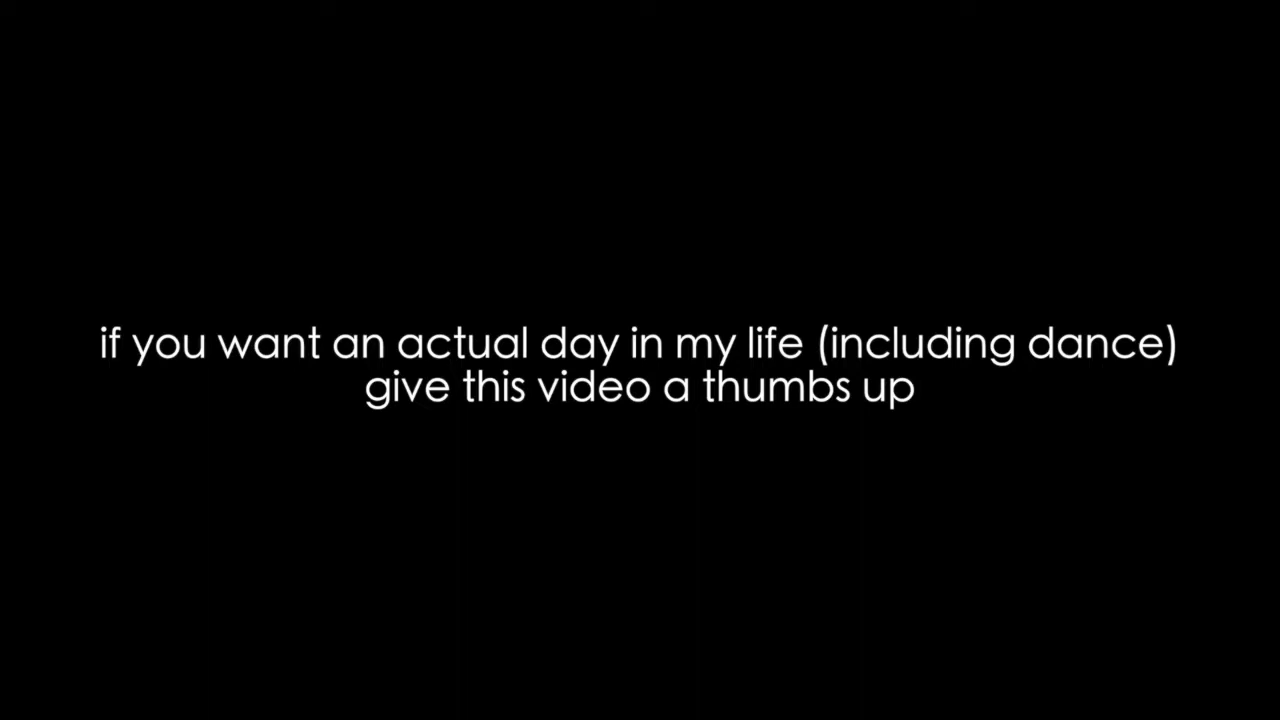 if you want an actual day in my life (including dance)
give this video a thumbs up